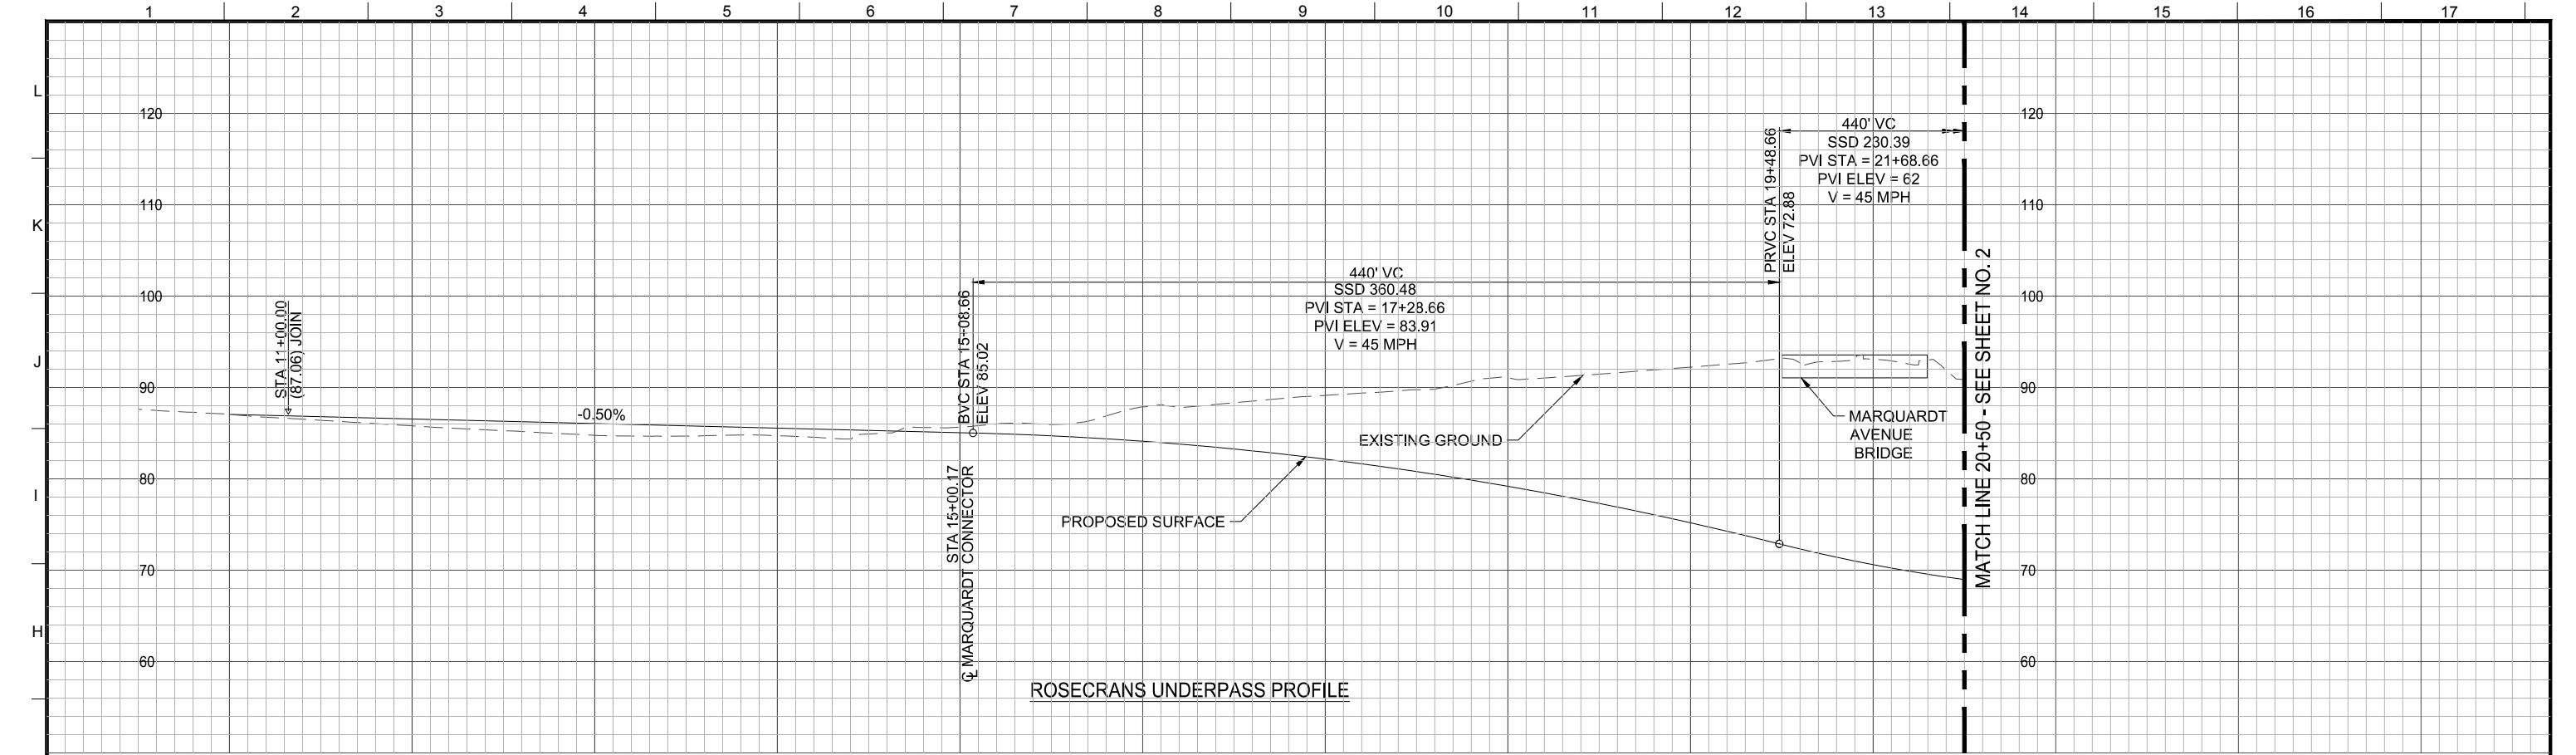 1 2 3 4 5 6 7 8 9 10 11 12 13 14 15 16 17
L
K
J
I
H
120
110
100
90
80
70
60
STA 11+00.00
(87.06) JOIN
-0.50%
BVC STA 15+08.66
ELEV 85.02
STA 15+00.17
℄ MARQUARDT CONNECTOR
440' VC
SSD 360.48
PVI STA = 17+28.66
PVI ELEV = 83.91
V = 45 MPH
EXISTING GROUND
PROPOSED SURFACE
PRVC STA 19+48.66
ELEV 72.88
440' VC
SSD 230.39
PVI STA = 21+68.66
PVI ELEV = 62
V = 45 MPH
MARQUARDT
AVENUE
BRIDGE
MATCH LINE 20+50 - SEE SHEET NO. 2
120
110
100
90
80
70
60
ROSECRANS UNDERPASS PROFILE